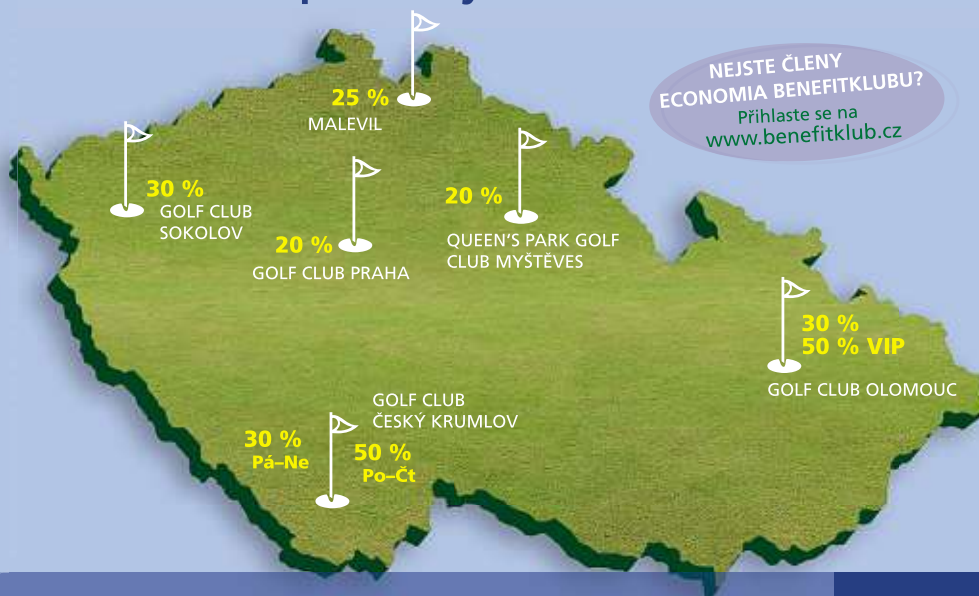 NEJSTE ČLENY
ECONOMIA BENEFITKLUBU?
Přihlaste se na
www.benefitklub.cz
25 %
MALEVIL
30 %
GOLF CLUB
SOKOLOV
20 %
GOLF CLUB PRAHA
20 %
QUEEN'S PARK GOLF
CLUB MYŠTĚVES
30 %
50 % VIP
GOLF CLUB OLOMOUC
GOLF CLUB
ČESKÝ KRUMLOV
30 %
Pá–Ne
50 %
Po–Čt